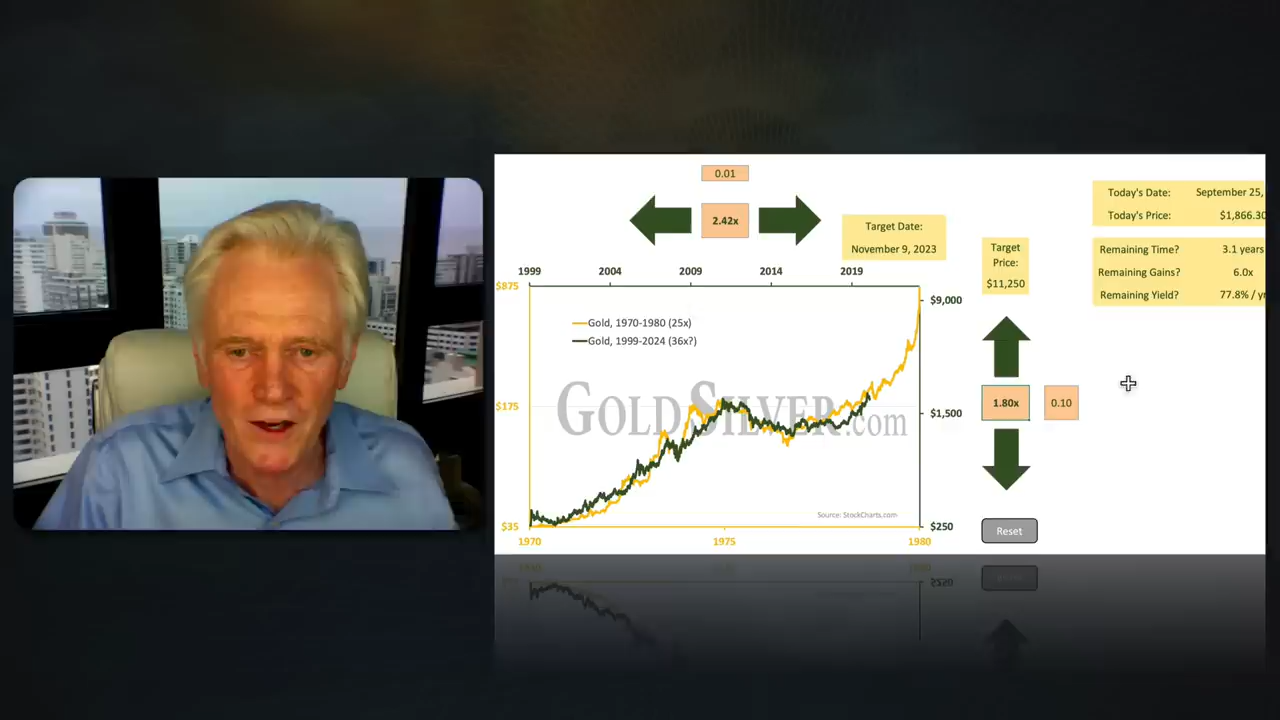 0.01
2.42x
Target Date:
November 9, 2023
Target
Price:
$11,250
Today's Date: September 25,
Today's Price: $1,866.30
Remaining Time? 3.1 years
Remaining Gains? 6.0x
Remaining Yield? 77.8% / yr
1999 2004 2009 2014 2019
$875
$9,000
Gold, 1970-1980 (25x)
Gold, 1999-2024 (36x?)
GOLDSILVER.com
$175
$1,500
1.80x
0.10
Source: StockCharts.com
$35
$250
1970 1975 1980
Reset